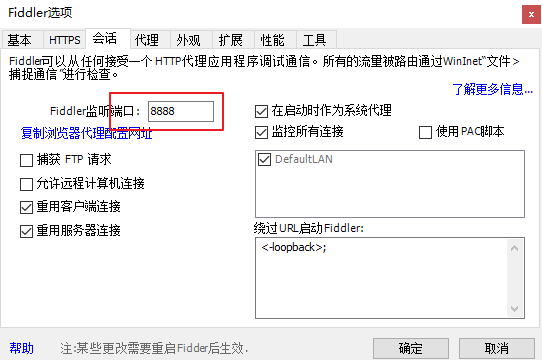 Fiddler选项
基本 HTTPS 会话 代理 外观 扩展 性能 工具
Fiddler可以从任何接受一个 HTTP代理应用程序调试通信。所有的流量被路由通过WinInet“文件>
捕捉通信”进行检查。
了解更多信息...
Fiddler监听端口： 8888
复制浏览器代理配置网址
捕获 FTP 请求
允许远程计算机连接
重用客户端连接
重用服务器连接
在启动时作为系统代理
监控所有连接 使用PAC脚本
DefaultLAN
绕过URL启动Fiddler:
<-loopback>;
帮助 注:某些更改需要重启Fidder后生效. 确定 取消